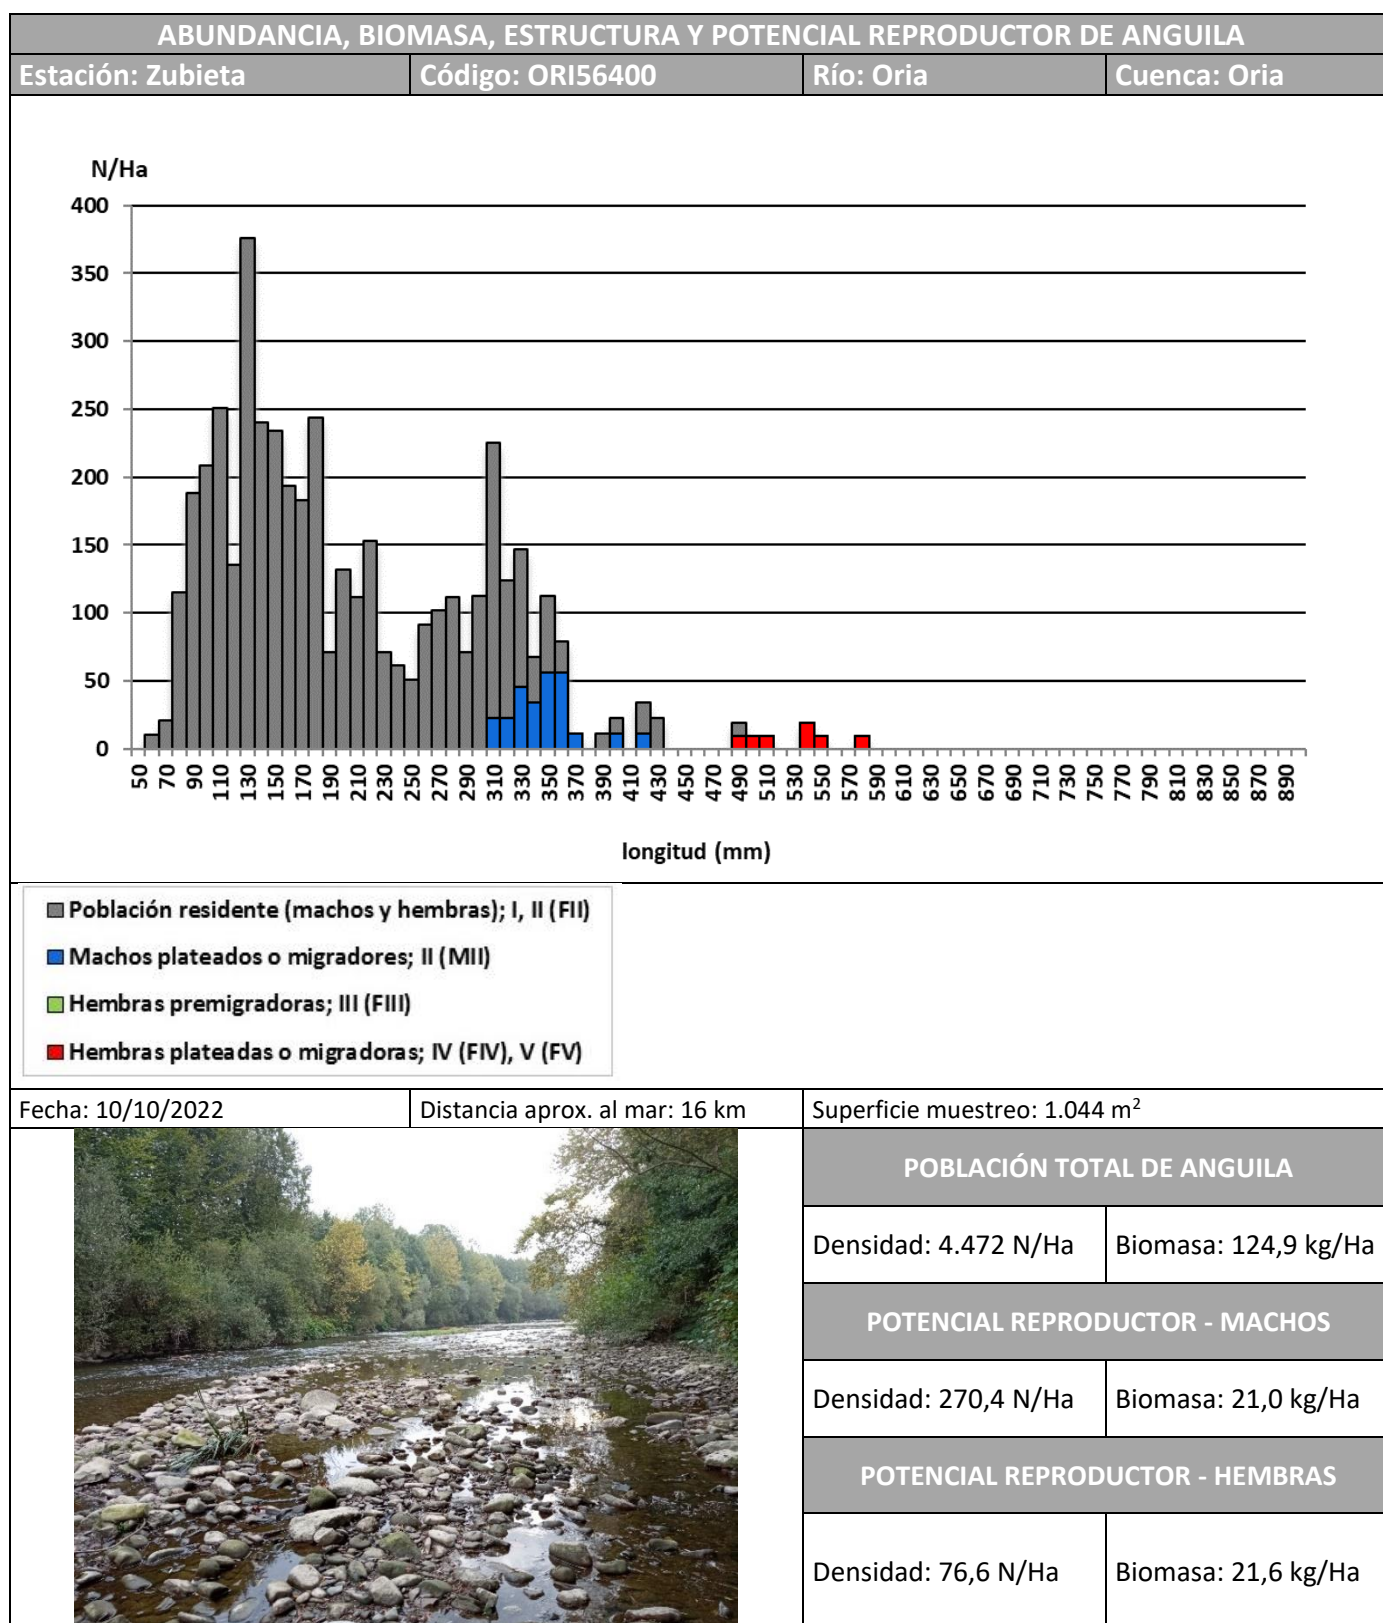 ABUNDANCIA, BIOMASA, ESTRUCTURA Y POTENCIAL REPRODUCTOR DE ANGUILA
Estación: Zubieta Código: ORI56400 Río: Oria Cuenca: Oria
N/Ha
400
350
300
250
200
150
100
50
0
50 70 90 110 130 150 170 190 210 230 250 270 290 310 330 350 370 390 410 430 450 470 490 510 530 550 570 590 610 630 650 670 690 710 730 750 770 790 810 830 850 870 890
longitud (mm)
Población residente (machos y hembras); I, II (FII)
Machos plateados o migradores; II (MII)
Hembras premigradoras; III (FIII)
Hembras plateadas o migradoras; IV (FIV), V (FV)
Fecha: 10/10/2022 Distancia aprox. al mar: 16 km Superficie muestreo: 1.044 m²
POBLACIÓN TOTAL DE ANGUILA
Densidad: 4.472 N/Ha Biomasa: 124,9 kg/Ha
POTENCIAL REPRODUCTOR - MACHOS
Densidad: 270,4 N/Ha Biomasa: 21,0 kg/Ha
POTENCIAL REPRODUCTOR - HEMBRAS
Densidad: 76,6 N/Ha Biomasa: 21,6 kg/Ha